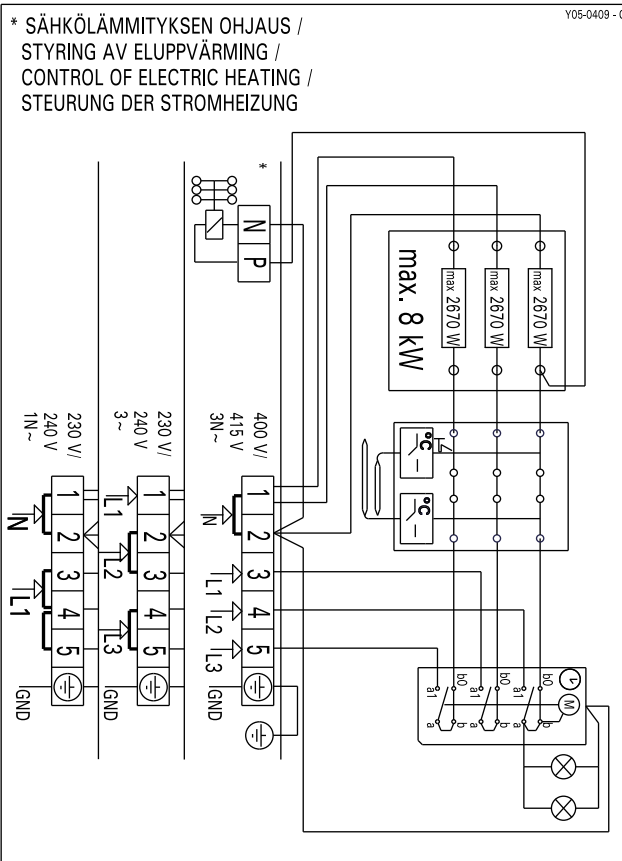 Y05-0409 - 
* SÄHKÖLÄMMITYKSEN OHJAUS /
STYRING AV ELUPPVÄRMING /
CONTROL OF ELECTRIC HEATING /
STEURUNG DER STROMHEIZUNG
*
N
P
max. 8 kW
max 2670 W
max 2670 W
max 2670 W
°C
°C
400 V/
415 V
3N~
1
2
3
4
5
N
L1
L2
L3
GND
230 V/
240 V
3~
1
2
3
4
5
L1
L2
L3
GND
230 V/
240 V
1N~
1
2
3
4
5
N
L1
GND
M
b0
a1
b
a
b0
a1
b
a
b0
a1
b
a